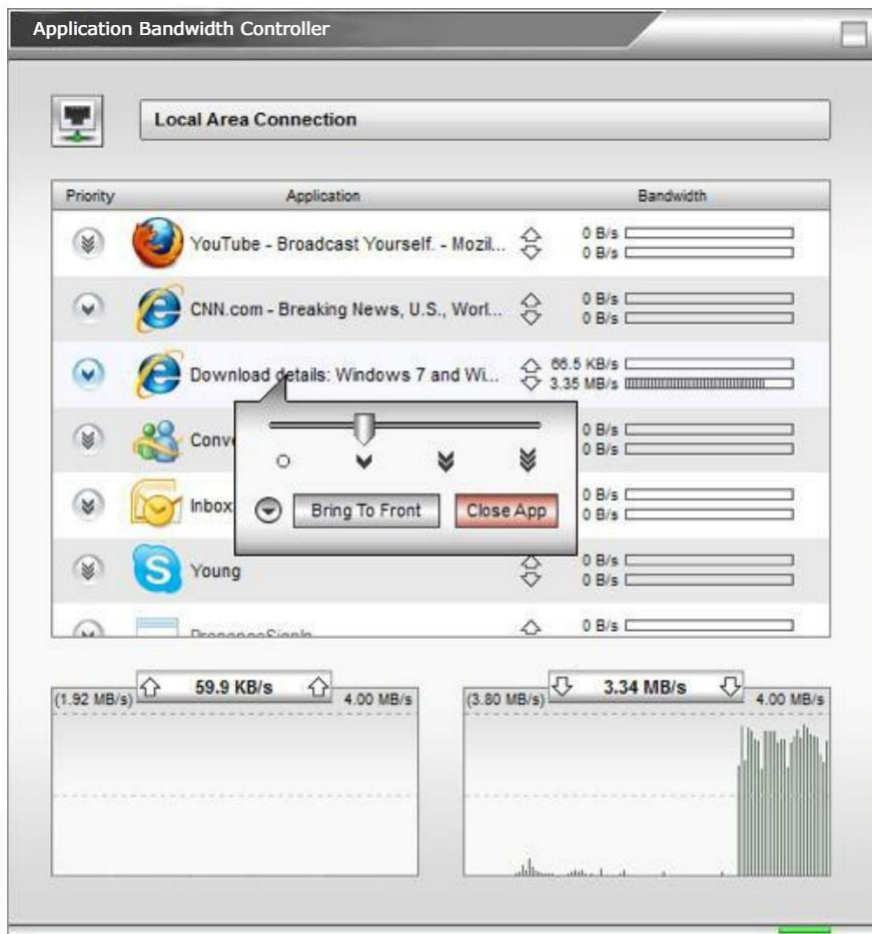 Application Bandwidth Controller
Local Area Connection
Priority Application Bandwidth
YouTube - Broadcast Yourself. - Mozil... 0 B/s
0 B/s
CNN.com - Breaking News, U.S., Worl... 0 B/s
0 B/s
Download details: Windows 7 and Wi... 66.5 KB/s
3.35 MB/s
Conve 0 B/s
0 B/s
Bring To Front Close App
Inbox 0 B/s
0 B/s
Young 0 B/s
0 B/s
0 B/s
(1.92 MB/s) 59.9 KB/s 4.00 MB/s
(3.80 MB/s) 3.34 MB/s 4.00 MB/s